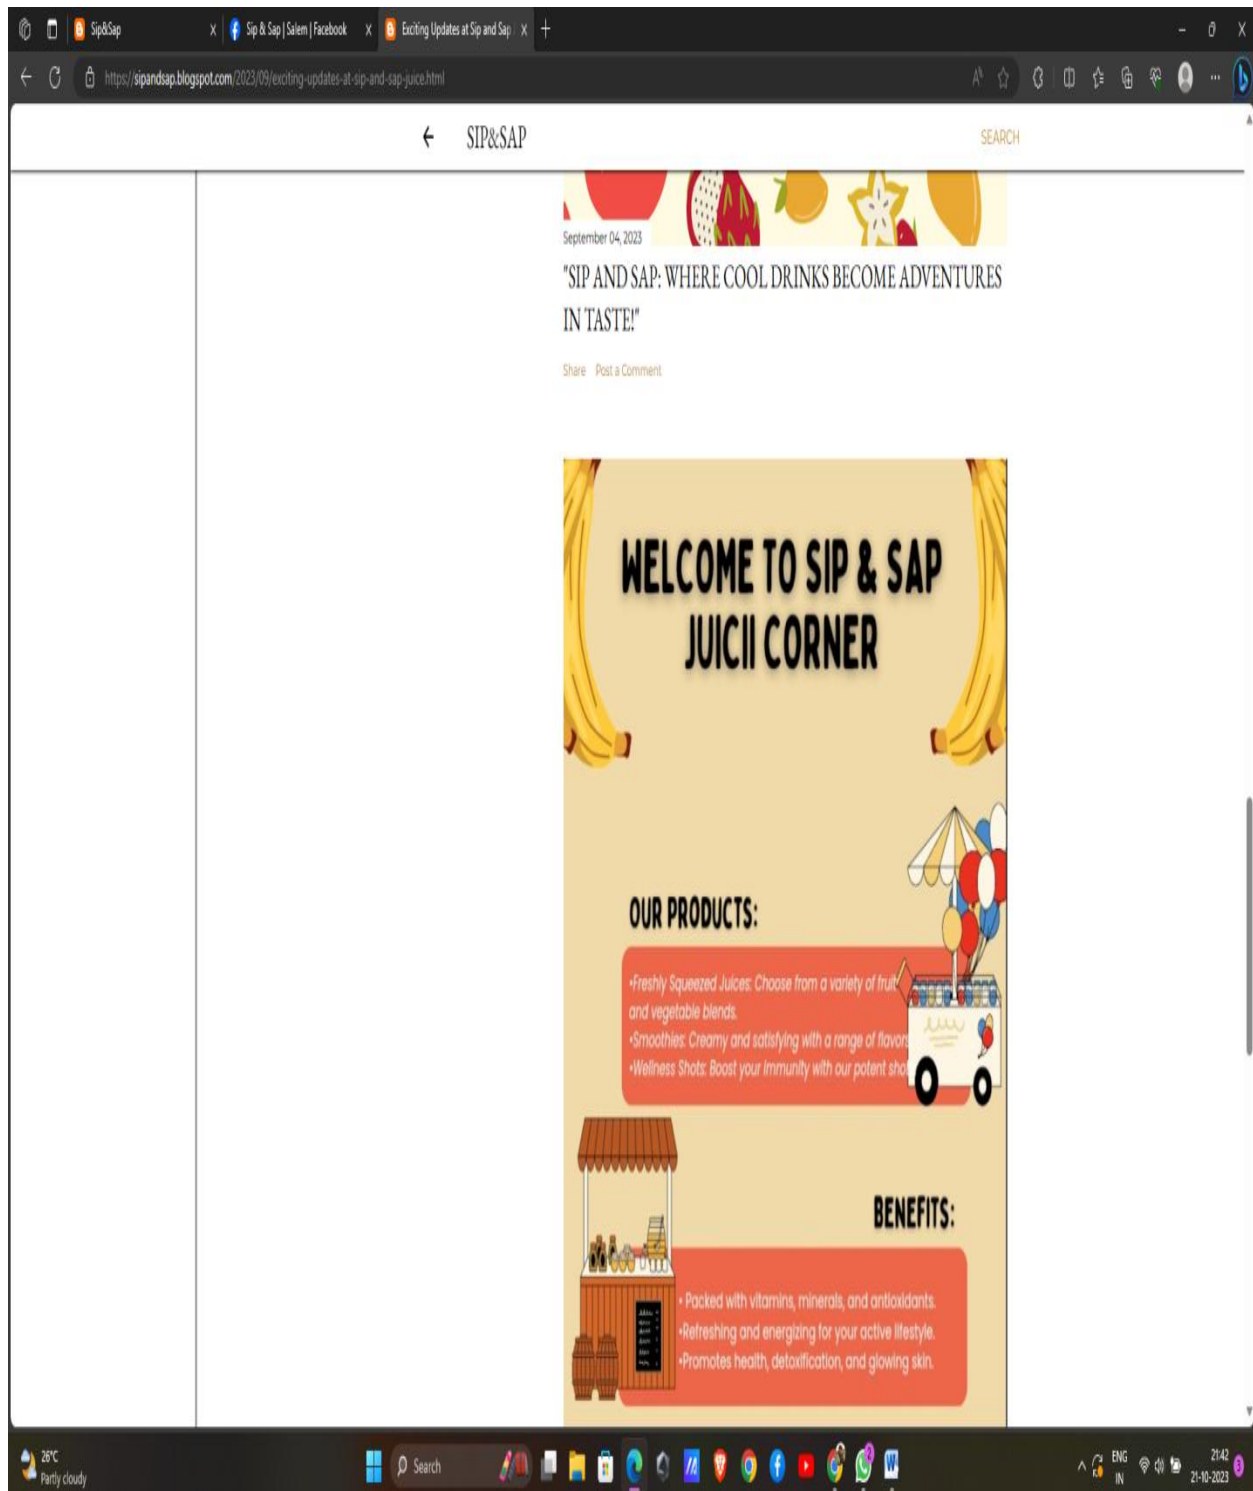 Sip&Sap
Sip & Sap | Salem | Facebook
Exciting Updates at Sip and Sap
https://sipandsap.blogspot.com/2023/09/exciting-updates-at-sip-and-sap-juice.html
SIP&SAP
SEARCH
September 04, 2023
"SIP AND SAP: WHERE COOL DRINKS BECOME ADVENTURES
IN TASTE!"
Share Post a Comment
WELCOME TO SIP & SAP
JUICII CORNER
OUR PRODUCTS:
•Freshly Squeezed Juices: Choose from a variety of fruit
and vegetable blends.
•Smoothies: Creamy and satisfying with a range of flavors
•Wellness Shots: Boost your immunity with our potent
BENEFITS:
• Packed with vitamins, minerals, and antioxidants.
•Refreshing and energizing for your active lifestyle.
•Promotes health, detoxification, and glowing skin.
26°C
Partly cloudy
Search
ENG
IN
21:42
21-10-2023
3